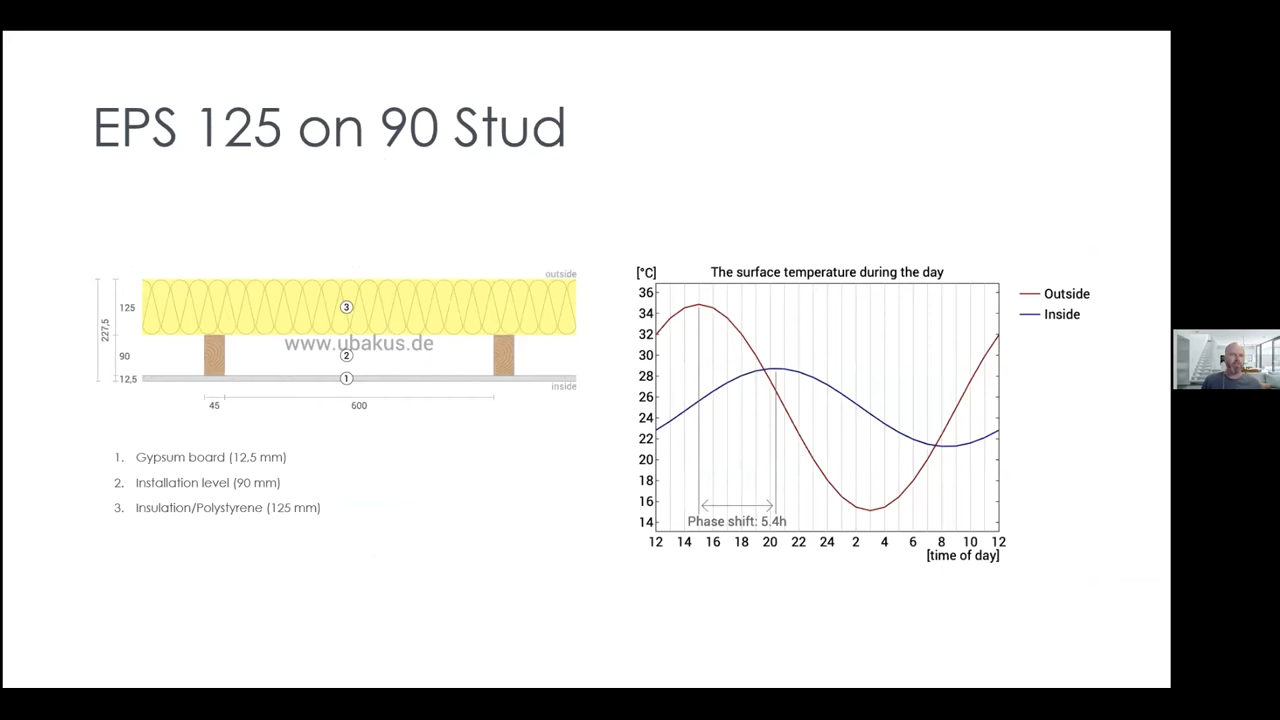 EPS 125 on 90 Stud
outside
125
3
227,5
www.ubakus.de
90
2
12,5
1
inside
45
600
1. Gypsum board (12,5 mm)
2. Installation level (90 mm)
3. Insulation/Polystyrene (125 mm)
[°C]
The surface temperature during the day
36
34
32
30
28
26
24
22
20
18
16
14
Outside
Inside
Phase shift: 5.4h
12 14 16 18 20 22 24 2 4 6 8 10 12
[time of day]